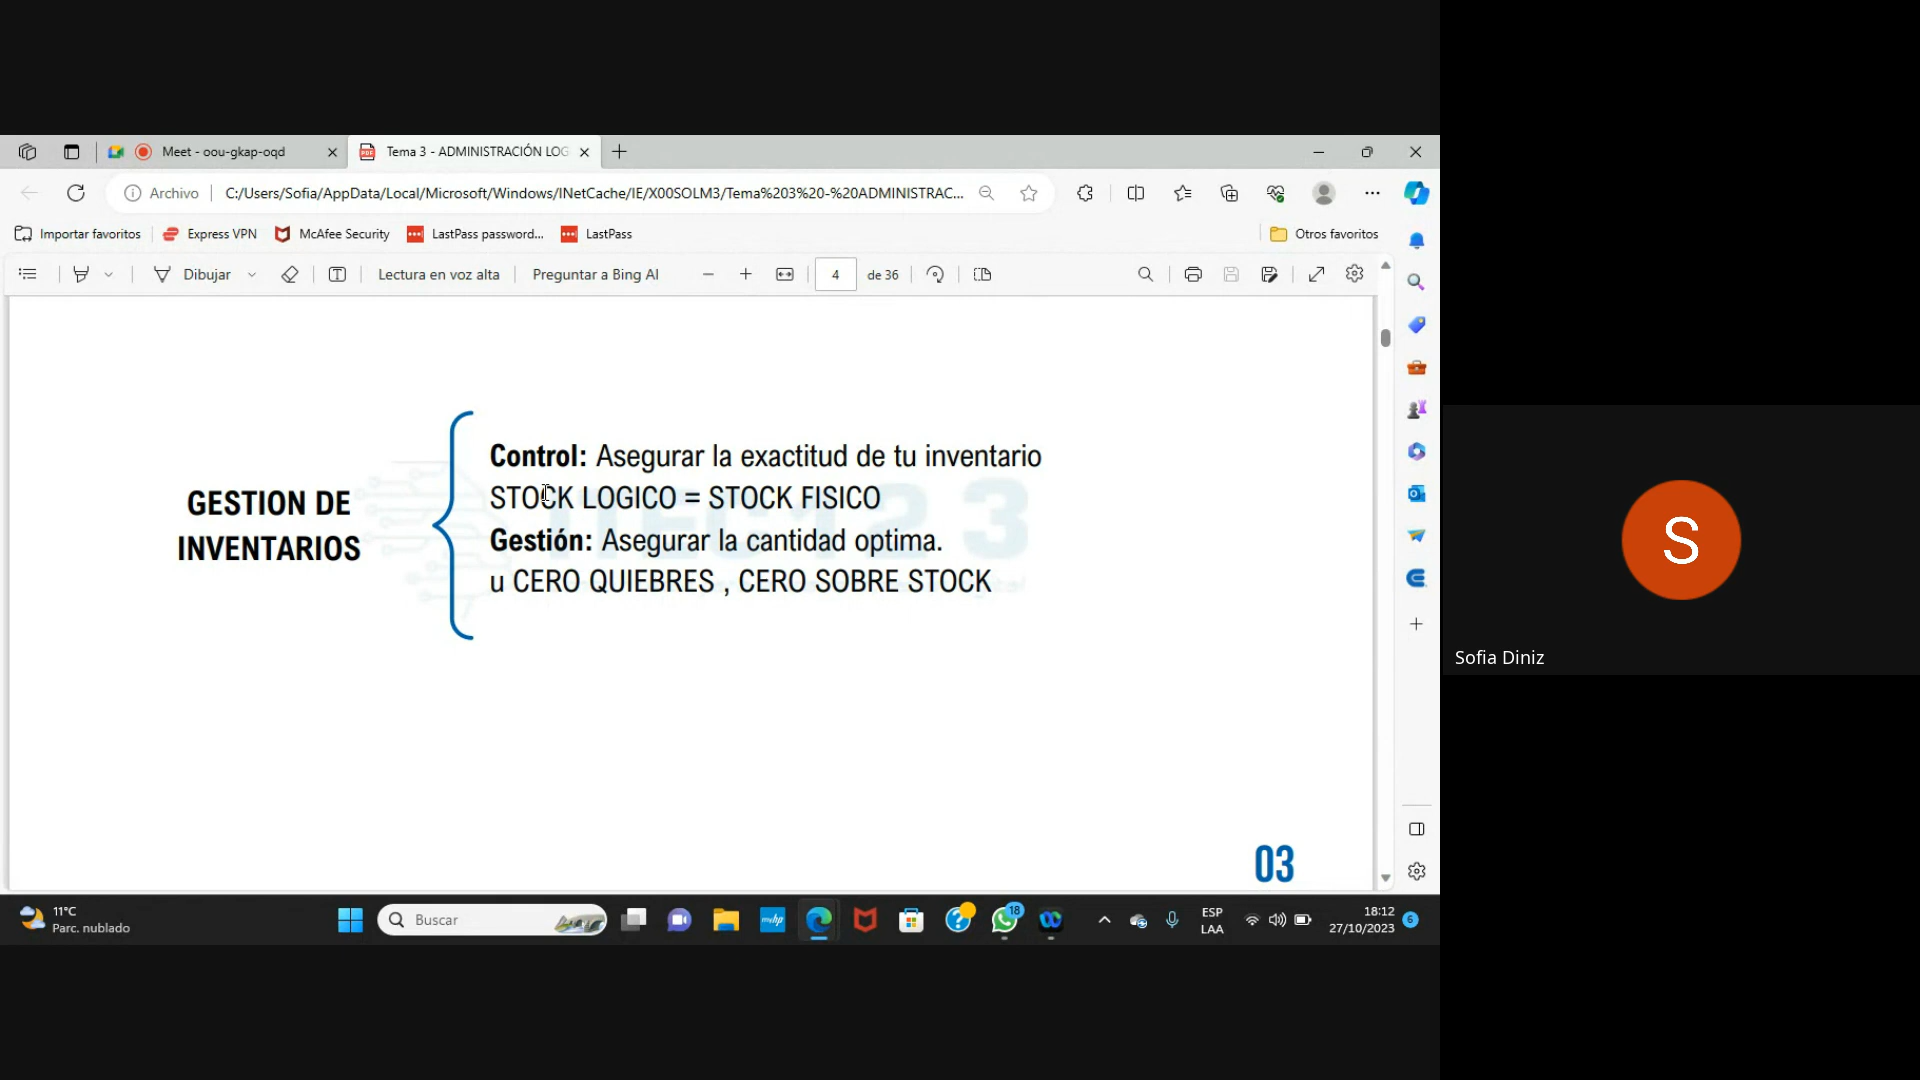 Meet - oou-gkap-oqd
Tema 3 - ADMINISTRACIÓN LOG
Archivo
C:/Users/Sofia/AppData/Local/Microsoft/Windows/INetCache/IE/X00SOLM3/Tema%203%20-%20ADMINISTRAC...
Importar favoritos
Express VPN
McAfee Security
LastPass password...
LastPass
Otros favoritos
Dibujar
Lectura en voz alta
Preguntar a Bing AI
4
de 36
GESTION DE
INVENTARIOS
Control: Asegurar la exactitud de tu inventario
STOCK LOGICO = STOCK FISICO
Gestión: Asegurar la cantidad optima.
u CERO QUIEBRES , CERO SOBRE STOCK
ITEC123
03
S
Sofia Diniz
11°C
Parc. nublado
Buscar
myhp
18
ESP
LAA
18:12
27/10/2023
6